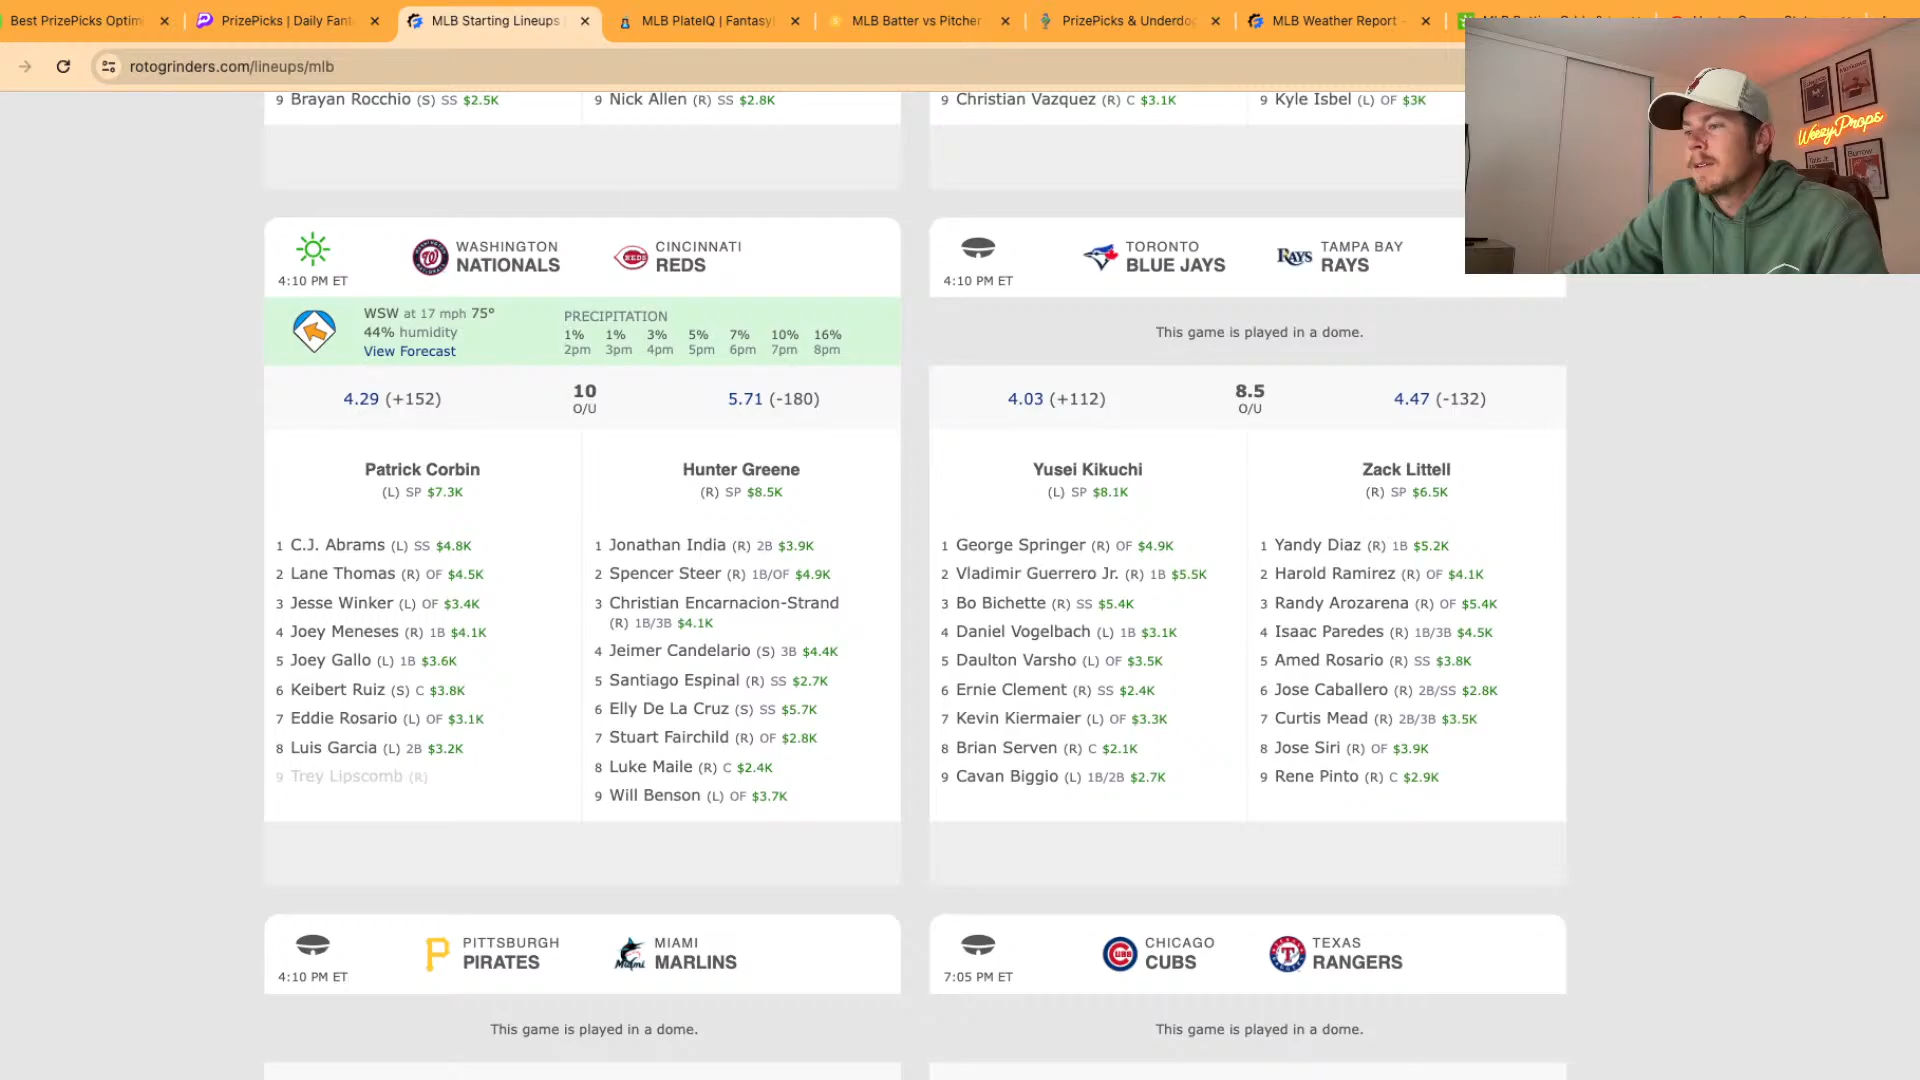 Best PrizePicks Optim
PrizePicks | Daily Fant
MLB Starting Lineups
MLB PlateIQ | Fantasy
MLB Batter vs Pitcher
PrizePicks & Underdo
MLB Weather Report -
rotogrinders.com/lineups/mlb
9 Brayan Rocchio (S) SS $2.5K
9 Nick Allen (R) SS $2.8K
9 Christian Vazquez (R) C $3.1K
9 Kyle Isbel (L) OF $3K
WeezyProps
Burrow
4:10 PM ET
WASHINGTON
NATIONALS
CINCINNATI
REDS
WSW at 17 mph 75°
44% humidity
View Forecast
PRECIPITATION
1% 1% 3% 5% 7% 10% 16%
2pm 3pm 4pm 5pm 6pm 7pm 8pm
4.29 (+152)
10
O/U
5.71 (-180)
Patrick Corbin
(L) SP $7.3K
1 C.J. Abrams (L) SS $4.8K
2 Lane Thomas (R) OF $4.5K
3 Jesse Winker (L) OF $3.4K
4 Joey Meneses (R) 1B $4.1K
5 Joey Gallo (L) 1B $3.6K
6 Keibert Ruiz (S) C $3.8K
7 Eddie Rosario (L) OF $3.1K
8 Luis Garcia (L) 2B $3.2K
9 Trey Lipscomb (R)
Hunter Greene
(R) SP $8.5K
1 Jonathan India (R) 2B $3.9K
2 Spencer Steer (R) 1B/OF $4.9K
3 Christian Encarnacion-Strand
(R) 1B/3B $4.1K
4 Jeimer Candelario (S) 3B $4.4K
5 Santiago Espinal (R) SS $2.7K
6 Elly De La Cruz (S) SS $5.7K
7 Stuart Fairchild (R) OF $2.8K
8 Luke Maile (R) C $2.4K
9 Will Benson (L) OF $3.7K
4:10 PM ET
TORONTO
BLUE JAYS
RAYS
TAMPA BAY
RAYS
This game is played in a dome.
4.03 (+112)
8.5
O/U
4.47 (-132)
Yusei Kikuchi
(L) SP $8.1K
1 George Springer (R) OF $4.9K
2 Vladimir Guerrero Jr. (R) 1B $5.5K
3 Bo Bichette (R) SS $5.4K
4 Daniel Vogelbach (L) 1B $3.1K
5 Daulton Varsho (L) OF $3.5K
6 Ernie Clement (R) SS $2.4K
7 Kevin Kiermaier (L) OF $3.3K
8 Brian Serven (R) C $2.1K
9 Cavan Biggio (L) 1B/2B $2.7K
Zack Littell
(R) SP $6.5K
1 Yandy Diaz (R) 1B $5.2K
2 Harold Ramirez (R) OF $4.1K
3 Randy Arozarena (R) OF $5.4K
4 Isaac Paredes (R) 1B/3B $4.5K
5 Amed Rosario (R) SS $3.8K
6 Jose Caballero (R) 2B/SS $2.8K
7 Curtis Mead (R) 2B/3B $3.5K
8 Jose Siri (R) OF $3.9K
9 Rene Pinto (R) C $2.9K
4:10 PM ET
PITTSBURGH
PIRATES
Miami
MIAMI
MARLINS
This game is played in a dome.
7:05 PM ET
CUBS
CHICAGO
CUBS
TEXAS
RANGERS
This game is played in a dome.